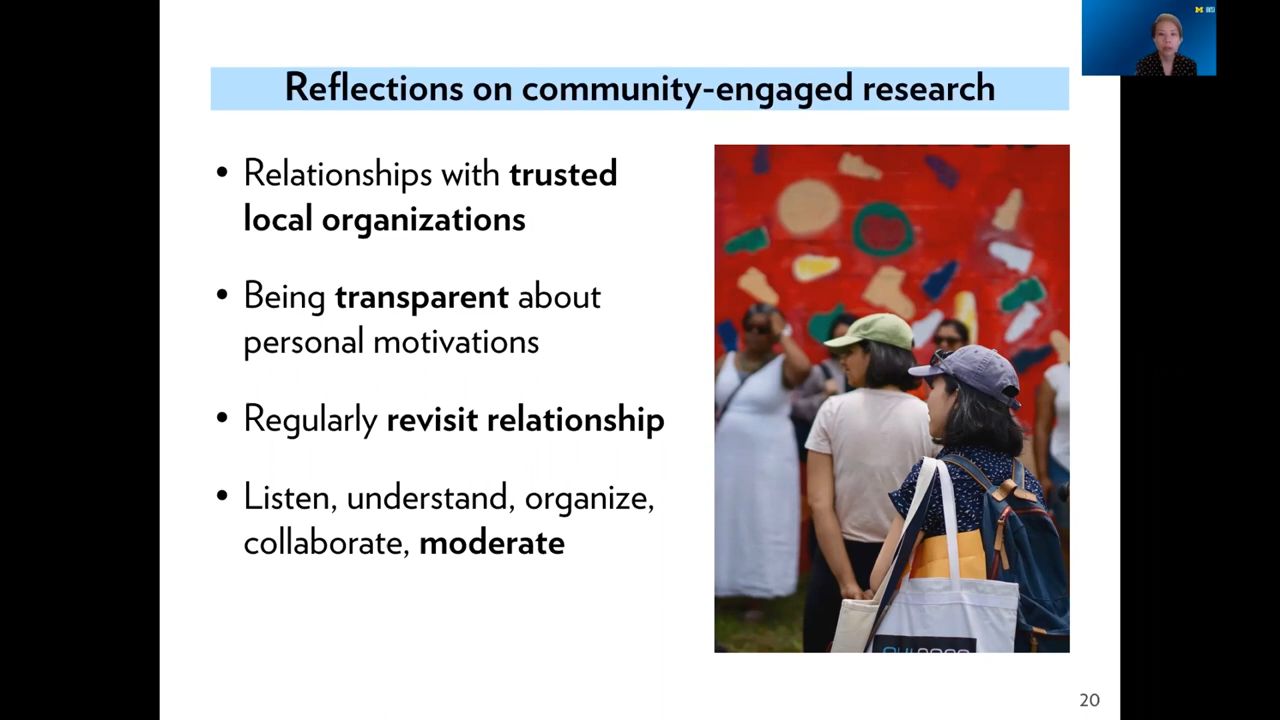 Reflections on community-engaged research
• Relationships with trusted
local organizations
• Being transparent about
personal motivations
• Regularly revisit relationship
• Listen, understand, organize,
collaborate, moderate
20